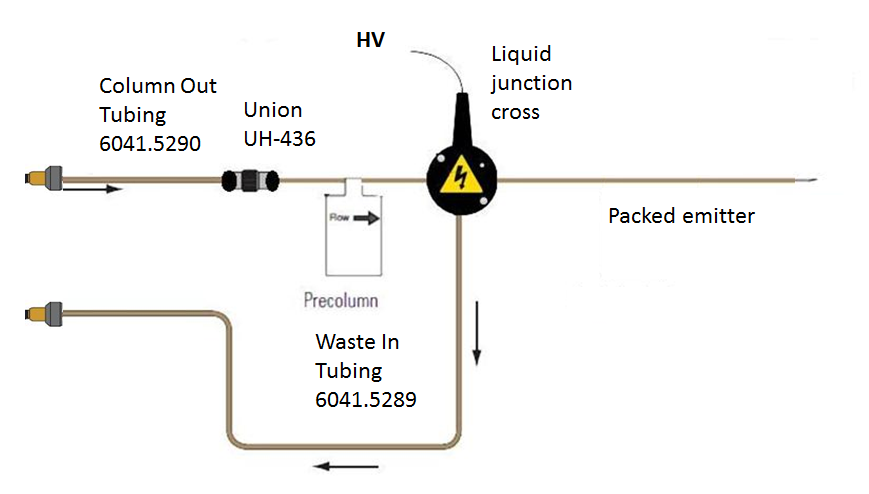 HV
Liquid
junction
cross
Column Out
Tubing
6041.5290
Union
UH-436
Flow
Packed emitter
Precolumn
Waste In
Tubing
6041.5289